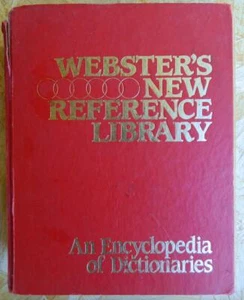 WEBSTER'S
NEW
REFERENCE
LIBRARY
An Encyclopedia
of Dictionaries